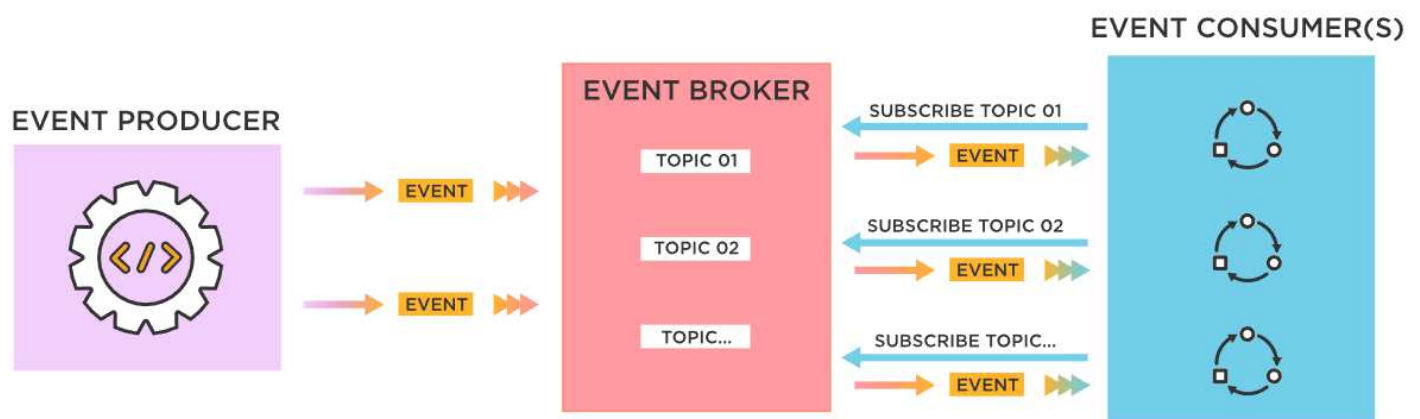 EVENT PRODUCER
EVENT
EVENT
EVENT BROKER
TOPIC 01
TOPIC 02
TOPIC...
EVENT CONSUMER(S)
SUBSCRIBE TOPIC 01
EVENT
SUBSCRIBE TOPIC 02
EVENT
SUBSCRIBE TOPIC...
EVENT